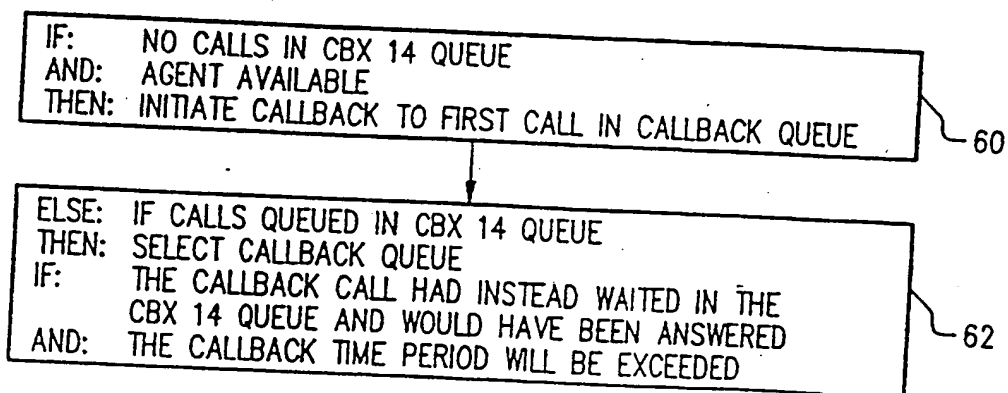 IF: NO CALLS IN CBX 14 QUEUE
AND: AGENT AVAILABLE
THEN: INITIATE CALLBACK TO FIRST CALL IN CALLBACK QUEUE
60
ELSE: IF CALLS QUEUED IN CBX 14 QUEUE
THEN: SELECT CALLBACK QUEUE
IF: THE CALLBACK CALL HAD INSTEAD WAITED IN THE
CBX 14 QUEUE AND WOULD HAVE BEEN ANSWERED
AND: THE CALLBACK TIME PERIOD WILL BE EXCEEDED
62